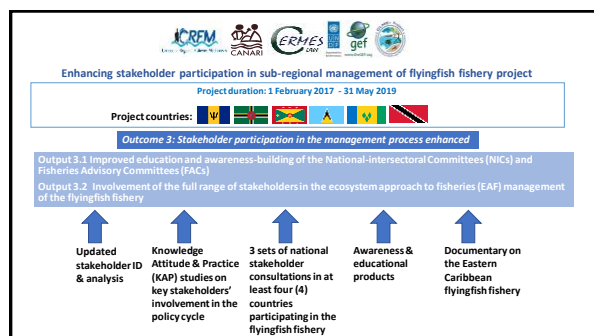 CREM
CANARI
CERMES
UWI
gef
Enhancing stakeholder participation in sub-regional management of flyingfish fishery project
Project duration: 1 February 2017 - 31 May 2019
Project countries:
Outcome 3: Stakeholder participation in the management process enhanced
Output 3.1 Improved education and awareness-building of the National-intersectoral Committees (NICs) and
Fisheries Advisory Committees (FACs)
Output 3.2 Involvement of the full range of stakeholders in the ecosystem approach to fisheries (EAF) management
of the flyingfish fishery
Updated
stakeholder ID
& analysis
Knowledge
Attitude & Practice
(KAP) studies on
key stakeholders'
involvement in the
policy cycle
3 sets of national
stakeholder
consultations in at
least four (4)
countries
participating in the
flyingfish fishery
Awareness &
educational
products
Documentary on
the Eastern
Caribbean
flyingfish fishery